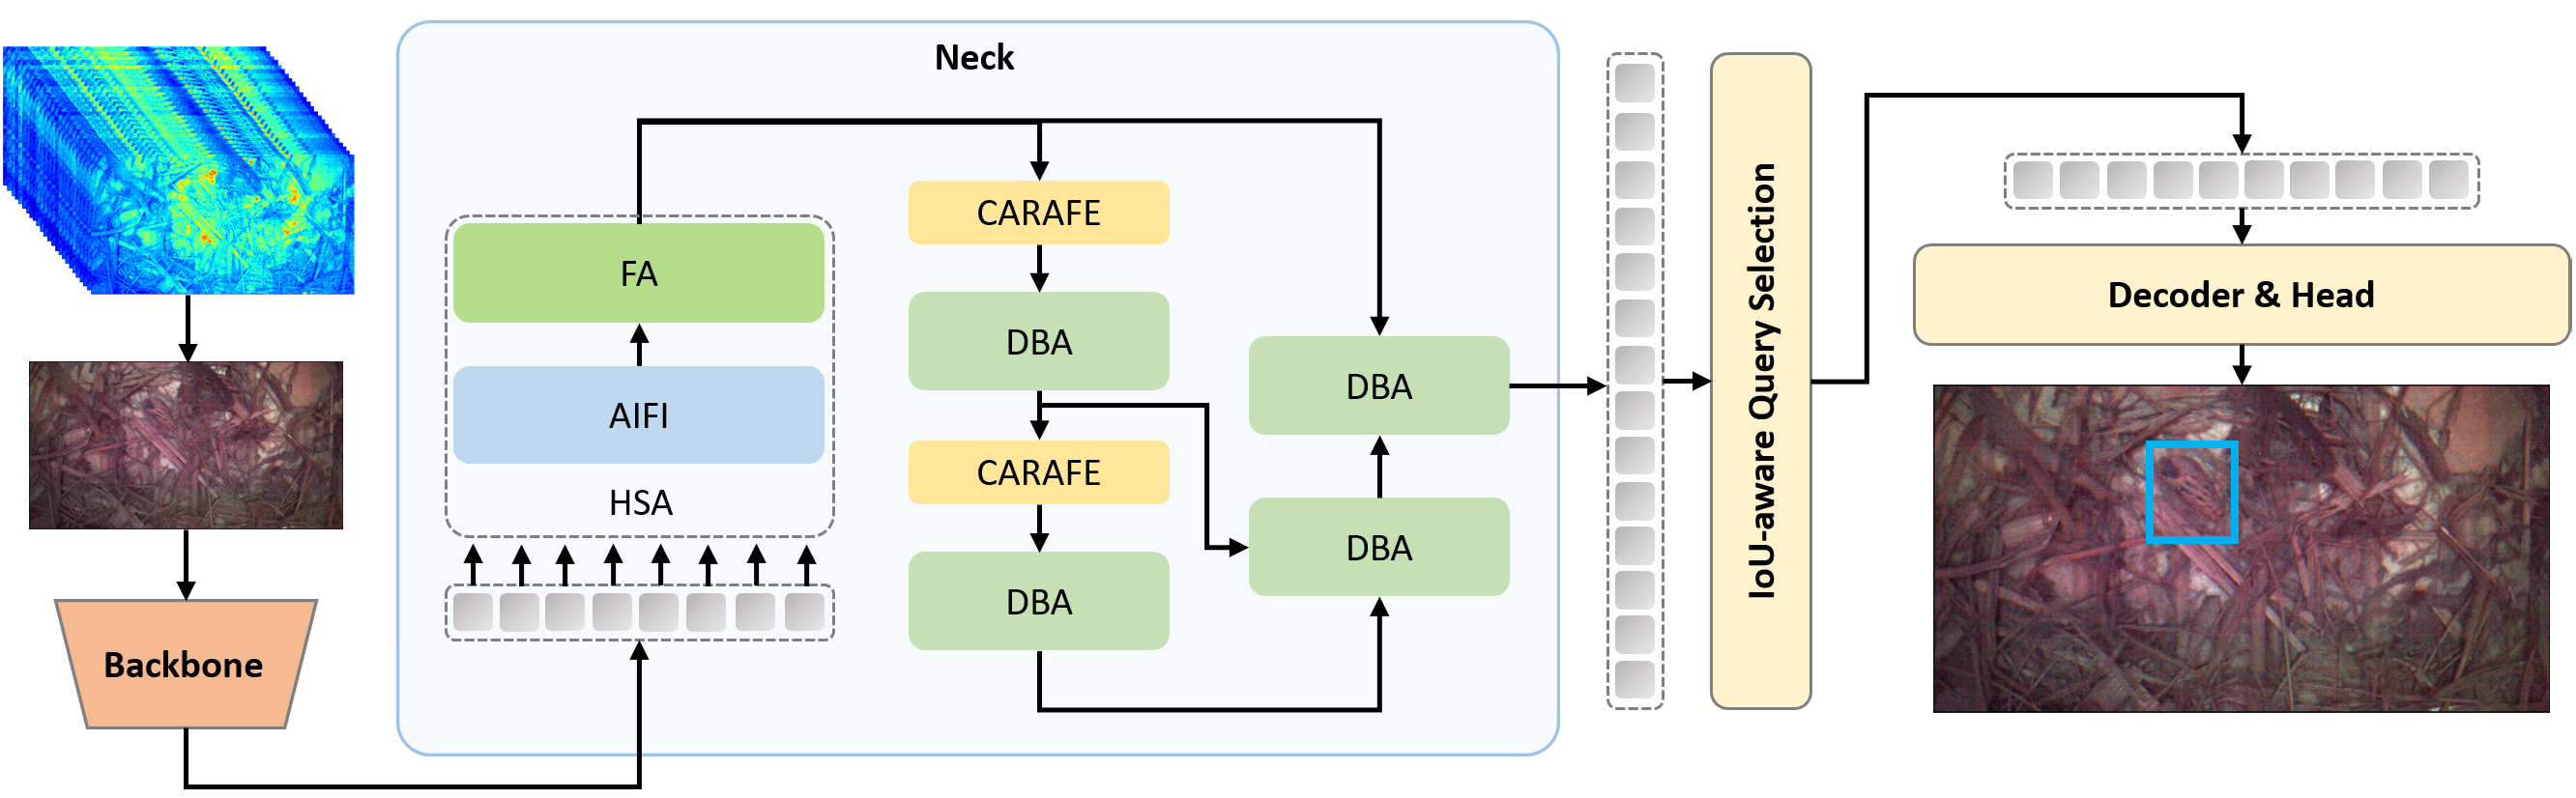 Neck
FA
AIFI
HSA
CARAFE
DBA
CARAFE
DBA
DBA
DBA
Backbone
IoU-aware Query Selection
Decoder & Head